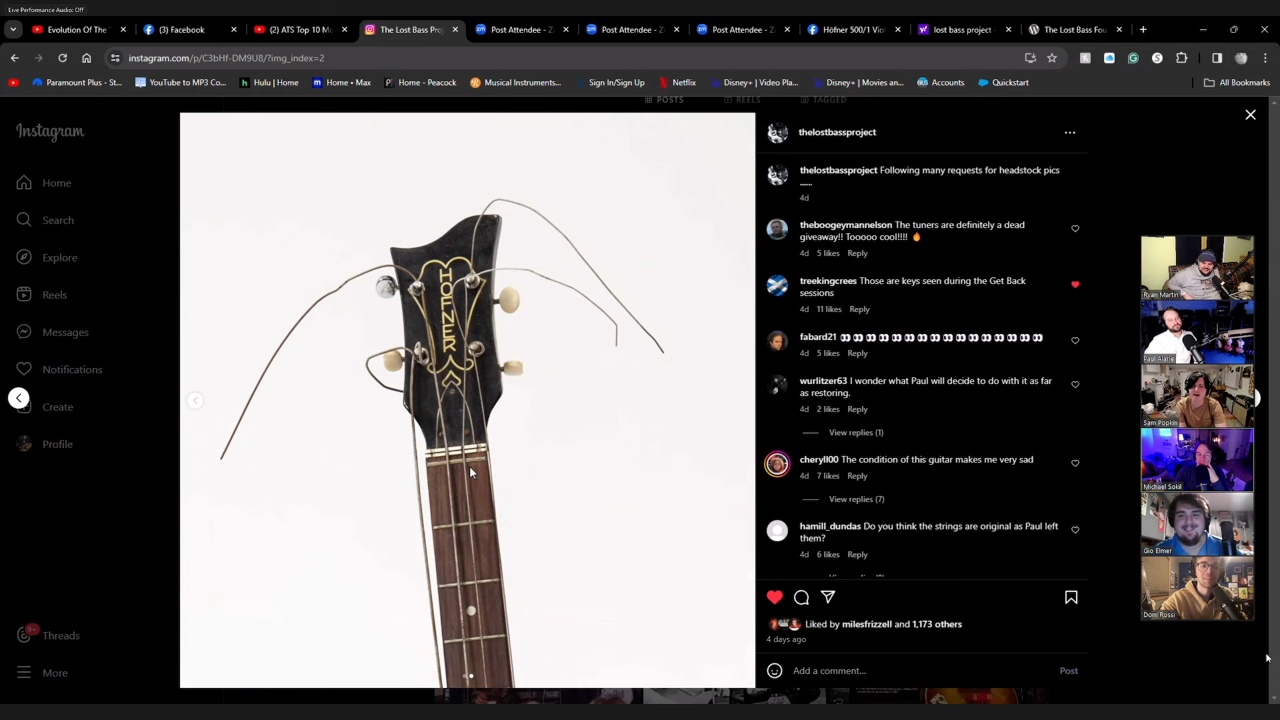 Live Performance Audio: Off
Evolution Of The
(3) Facebook
(2) ATS Top 10 Mo
The Lost Bass Proj
Post Attendee - Z
Post Attendee - Z
Post Attendee - Z
Höfner 500/1 Viol
lost bass project -
The Lost Bass Fou
instagram.com/p/C3bHf-DM9U8/?img_index=2
Paramount Plus - St...
YouTube to MP3 Co...
Hulu | Home
Home • Max
Home - Peacock
Musical Instruments...
Sign In/Sign Up
Netflix
Disney+ | Video Pla...
Disney+ | Movies an...
Accounts
Quickstart
All Bookmarks
POSTS
REELS
TAGGED
Instagram
Home
Search
Explore
Reels
Messages
Notifications
Create
Profile
9+
Threads
More
HOFNER
thelostbassproject
thelostbassproject Following many requests for headstock pics
......
4d
theboogeymannelson The tuners are definitely a dead
giveaway!! Tooooo cool!!!! 🔥
4d 5 likes Reply
treekingcrees Those are keys seen during the Get Back
sessions
4d 11 likes Reply
fabard21 👀👀👀👀👀👀👀👀👀👀👀👀👀👀👀👀
4d 5 likes Reply
wurlitzer63 I wonder what Paul will decide to do with it as far
as restoring.
4d 2 likes Reply
View replies (1)
cheryll00 The condition of this guitar makes me very sad
4d 7 likes Reply
View replies (7)
hamill_dundas Do you think the strings are original as Paul left
them?
4d 6 likes Reply
Liked by milesfrizzell and 1,173 others
4 days ago
Add a comment...
Post
Ryan Martin
Paul Alarie
Sam Popkin
Michael Sokil
Gio Elmer
Dom Rossi